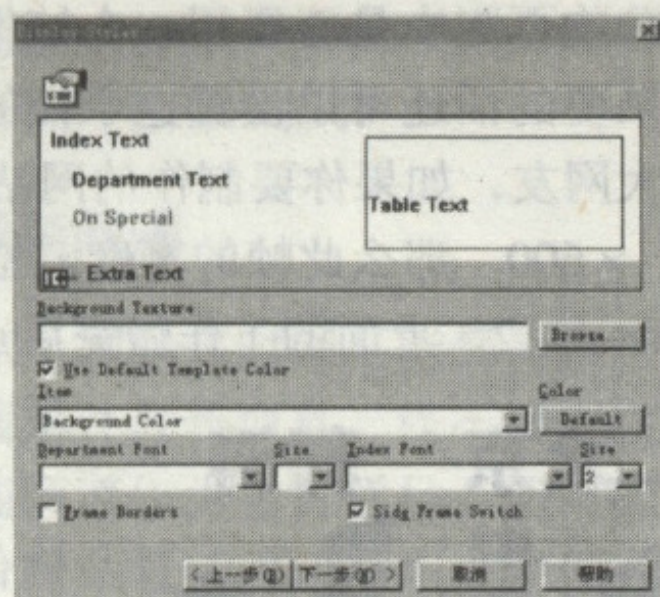 Display Styles
Index Text
Department Text
On Special
Table Text
Extra Text
Background Texture
Browse...
Use Default Template Color
Item
Color
Background Color
Default
Department Font
Size
Index Font
Size
2
Frame Borders
Side Frame Switch
<上一步(B)
下一步(N)>
取消
帮助